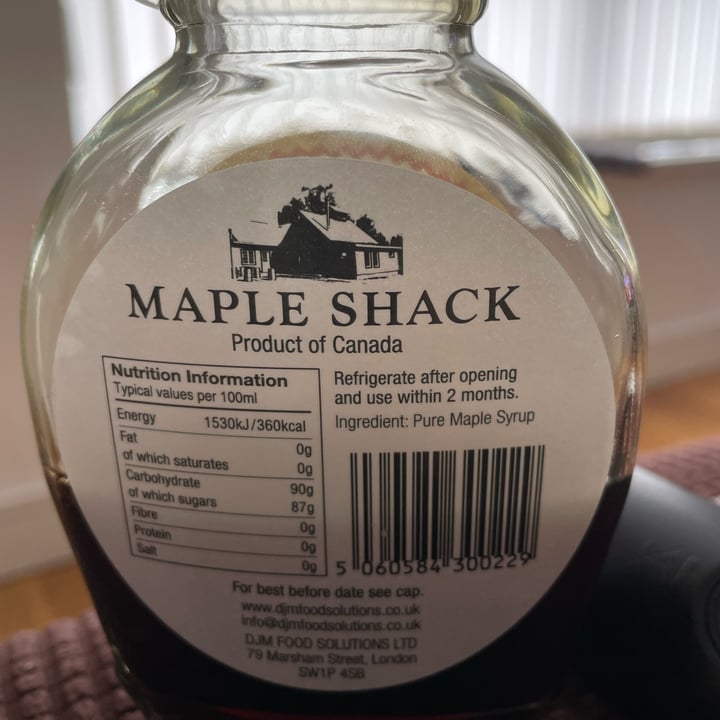 MAPLE SHACK
Product of Canada
Nutrition Information
Typical values per 100ml
Energy 1530kJ/360kcal
Fat 0g
of which saturates 0g
Carbohydrate 90g
of which sugars 87g
Fibre 0g
Protein 0g
Salt 0g
Refrigerate after opening
and use within 2 months.
Ingredient: Pure Maple Syrup
5 060584 300229
For best before date see cap.
www.djmfoodsolutions.co.uk
info@djmfoodsolutions.co.uk
DJM FOOD SOLUTIONS LTD
79 Marsham Street, London
SW1P 4SB